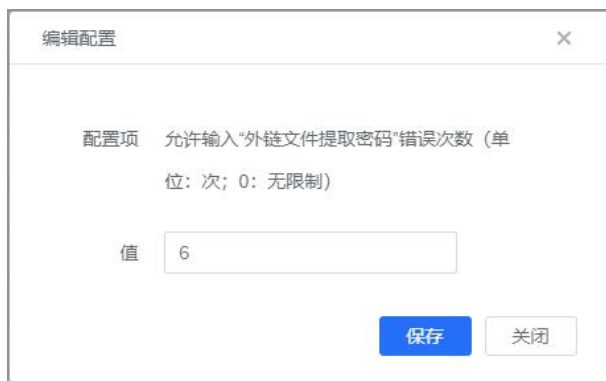 编辑配置
配置项 允许输入“外链文件提取密码”错误次数（单
位：次；0：无限制）
值 6
保存 关闭